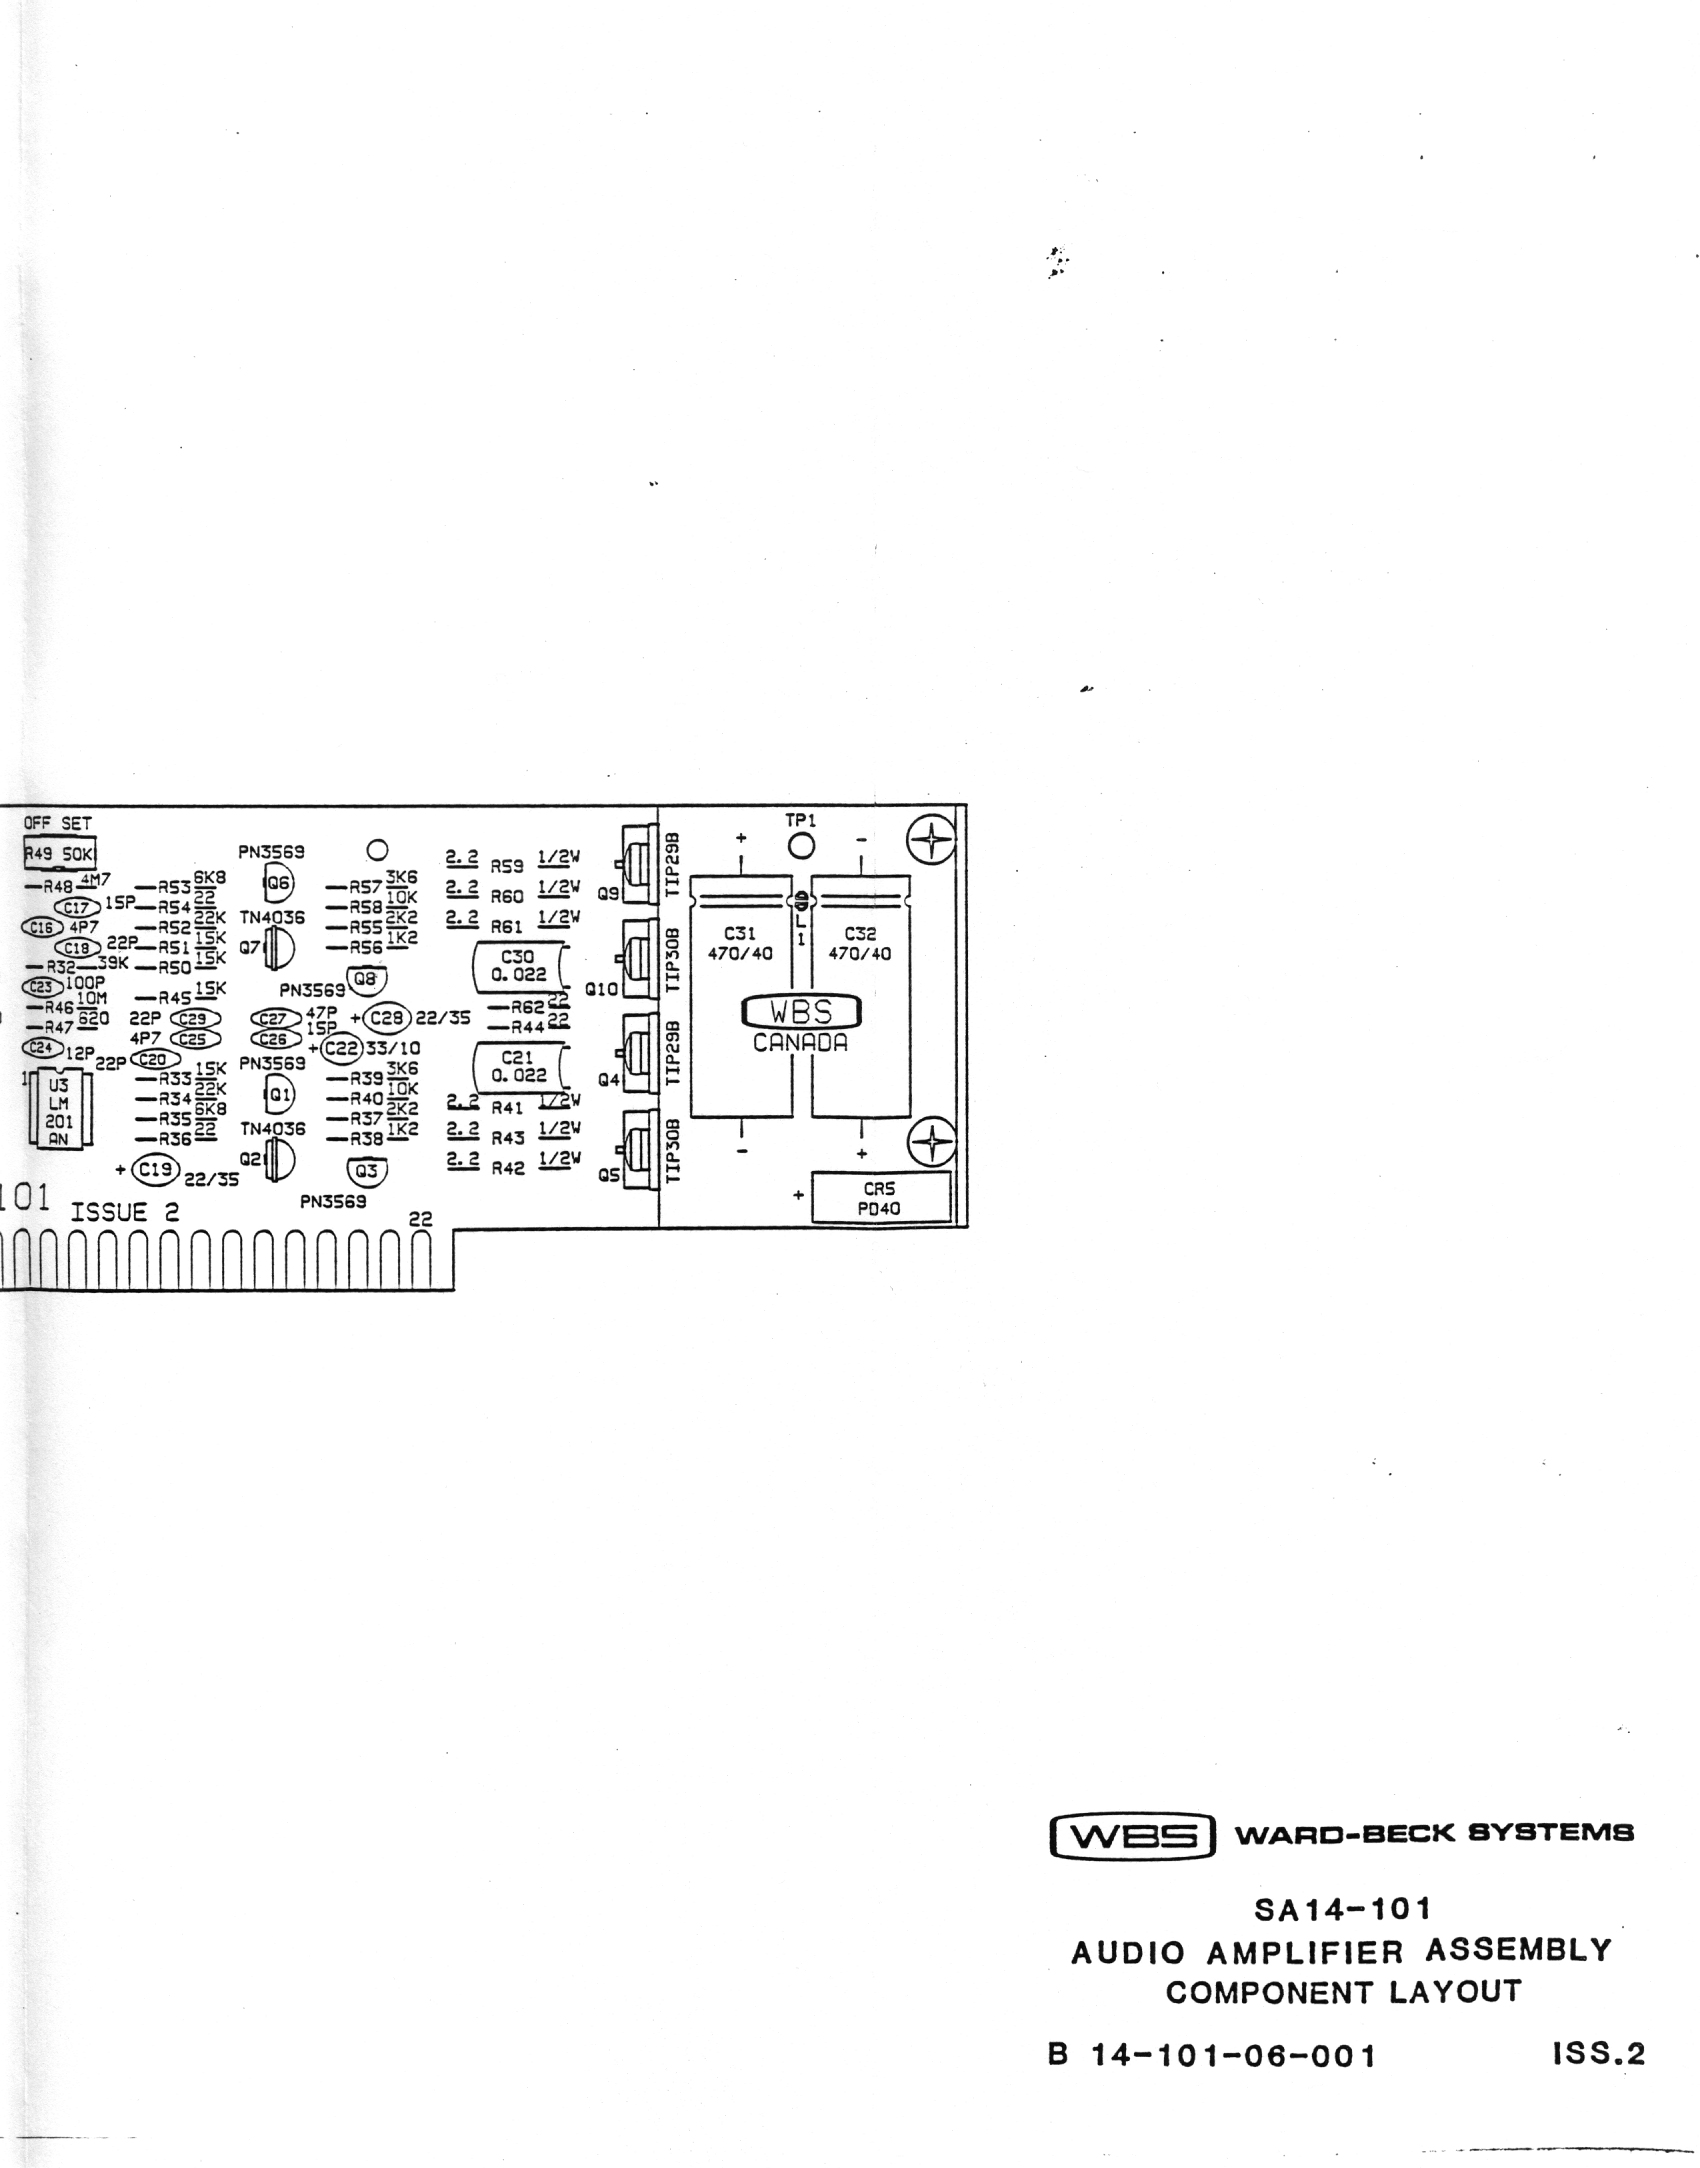 OFF SET
R49 50K
R48 4M7
C17 15P
C16 4P7
C18 22P
R32 39K
C23 100P
R46 10M
R47 620
C24 12P
1
U3
LM
201
AN
R53 6K8
R54 22
R52 22K
R51 15K
R50 15K
R45 15K
22P C29
4P7 C25
22P C20
R33 15K
R34 22K
R35 6K8
R36 22
+ C19 22/35
PN3569
Q6
TN4036
Q7
Q8
PN3569
C27 47P
C26 15P
+ C28 22/35
+ C22 33/10
PN3569
Q1
TN4036
Q2
Q3
PN3569
R57 3K6
R58 10K
R55 2K2
R56 1K2
R39 3K6
R40 10K
R37 2K2
R38 1K2
2.2 R59 1/2W
2.2 R60 1/2W
2.2 R61 1/2W
C30
0.022
R62 22
R44 22
C21
0.022
2.2 R41 1/2W
2.2 R43 1/2W
2.2 R42 1/2W
Q9 TIP29B
Q10 TIP30B
Q4 TIP29B
Q5 TIP30B
TP1
+ -
C31
470/40
L1
C32
470/40
WBS
CANADA
- +
+ CR5
PD40
101 ISSUE 2
22
WBS WARD-BECK SYSTEMS
SA14-101
AUDIO AMPLIFIER ASSEMBLY
COMPONENT LAYOUT
B 14-101-06-001 ISS.2